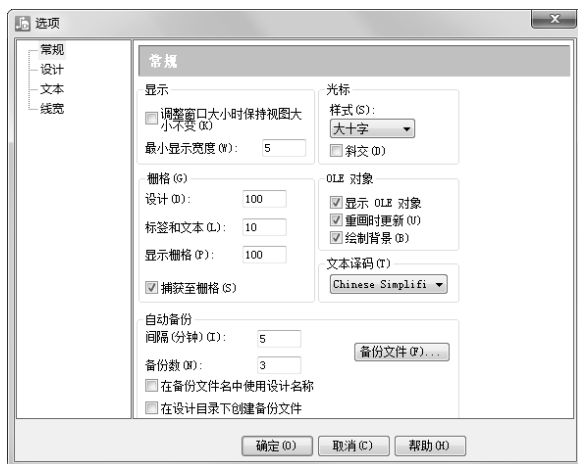 选项
常规
设计
文本
线宽
常规
显示
调整窗口大小时保持视图大
小不变(K)
最小显示宽度(W): 5
光标
样式(S):
大十字
斜交(D)
栅格(G)
设计(D): 100
标签和文本(L): 10
显示栅格(P): 100
捕获至栅格(S)
OLE 对象
显示 OLE 对象
重画时更新(U)
绘制背景(B)
文本译码(T)
Chinese Simplifi
自动备份
间隔(分钟)(I): 5
备份数(N): 3
备份文件(F)...
在备份文件名中使用设计名称
在设计目录下创建备份文件
确定(O)
取消(C)
帮助(H)